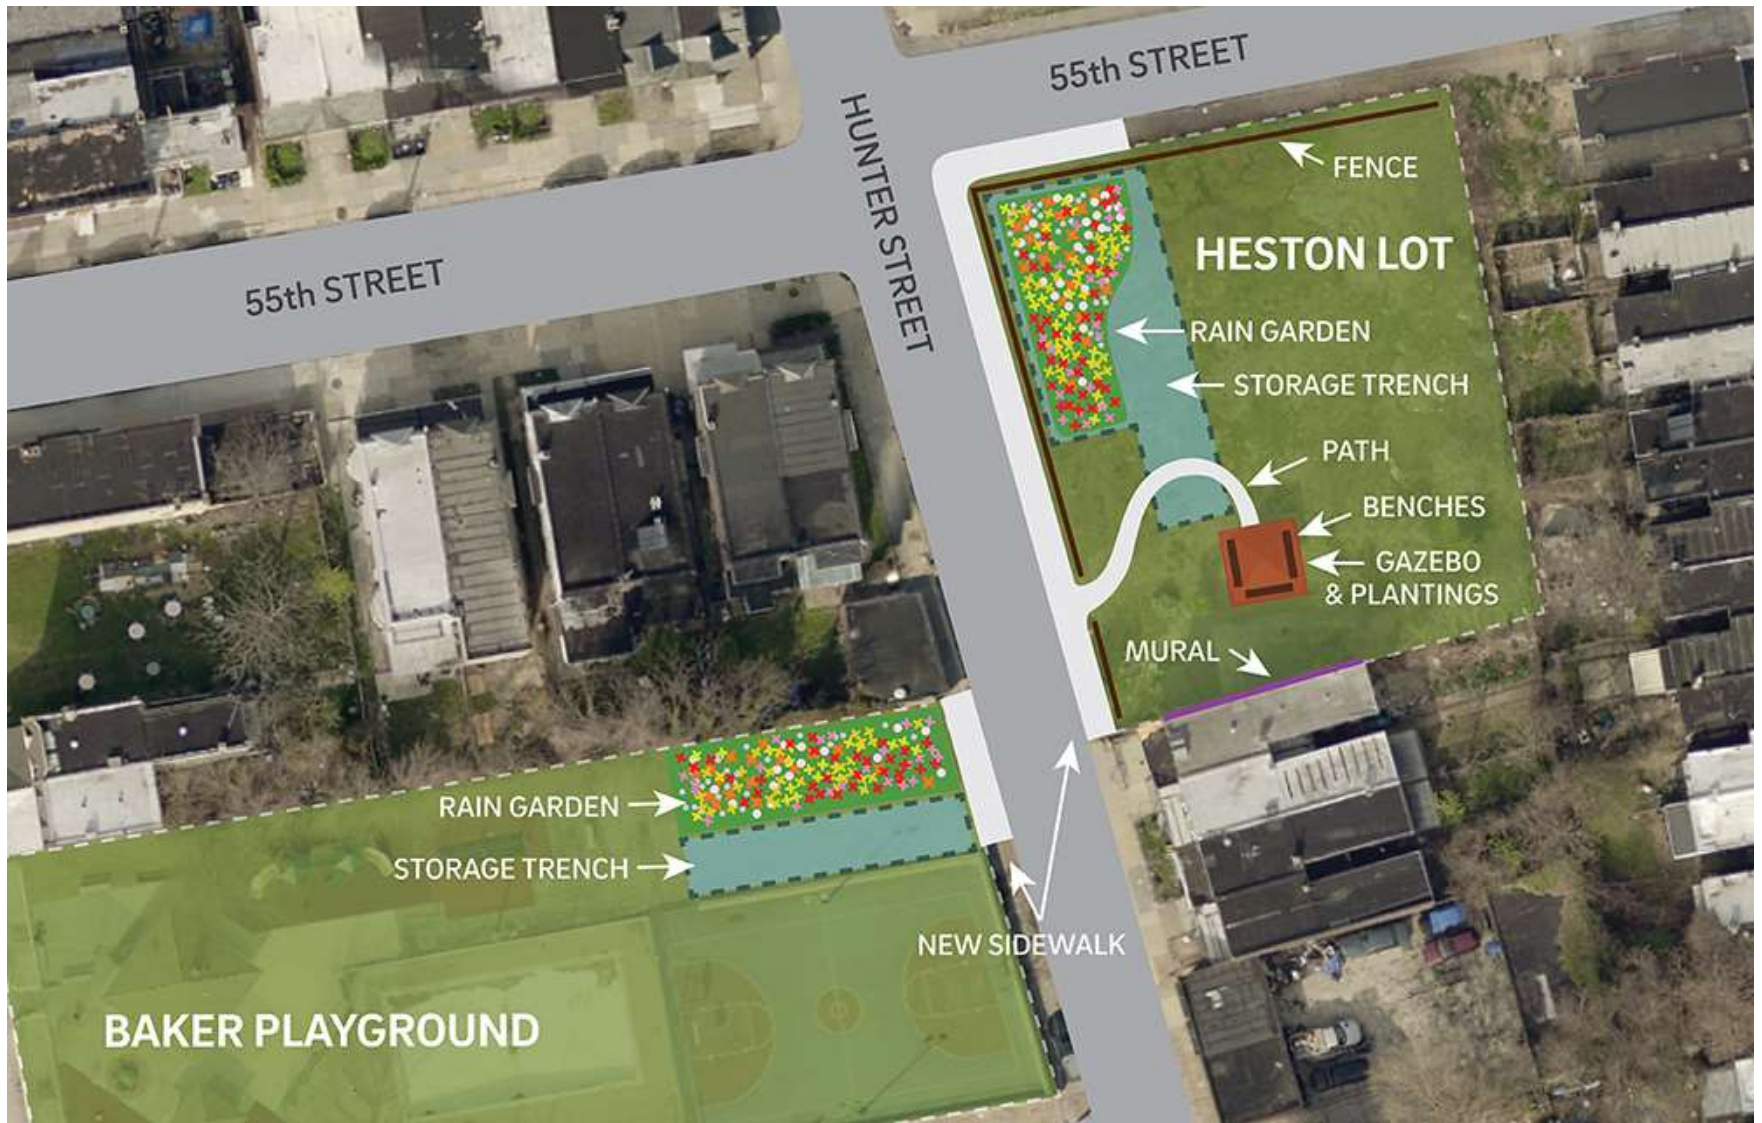 55th STREET
HUNTER STREET
55th STREET
FENCE
HESTON LOT
RAIN GARDEN
STORAGE TRENCH
PATH
BENCHES
GAZEBO
& PLANTINGS
MURAL
RAIN GARDEN
STORAGE TRENCH
NEW SIDEWALK
BAKER PLAYGROUND